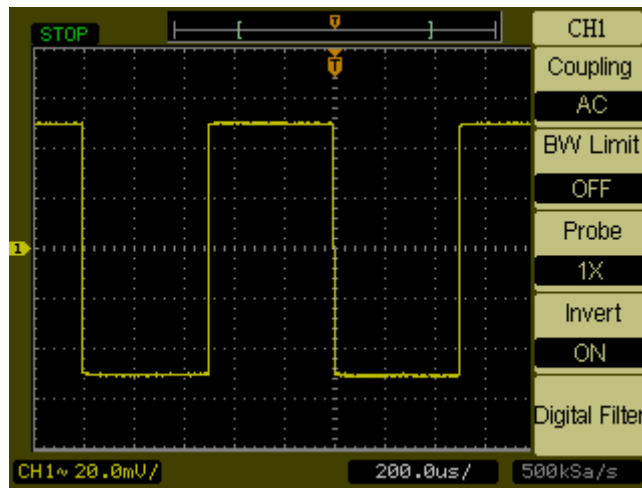 STOP
T
T
1
CH1
Coupling
AC
BW Limit
OFF
Probe
1X
Invert
ON
Digital Filter
CH1~ 20.0mV/
200.0us/
500kSa/s